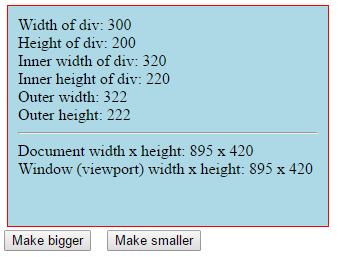 Width of div: 300
Height of div: 200
Inner width of div: 320
Inner height of div: 220
Outer width: 322
Outer height: 222
Document width x height: 895 x 420
Window (viewport) width x height: 895 x 420
Make bigger Make smaller